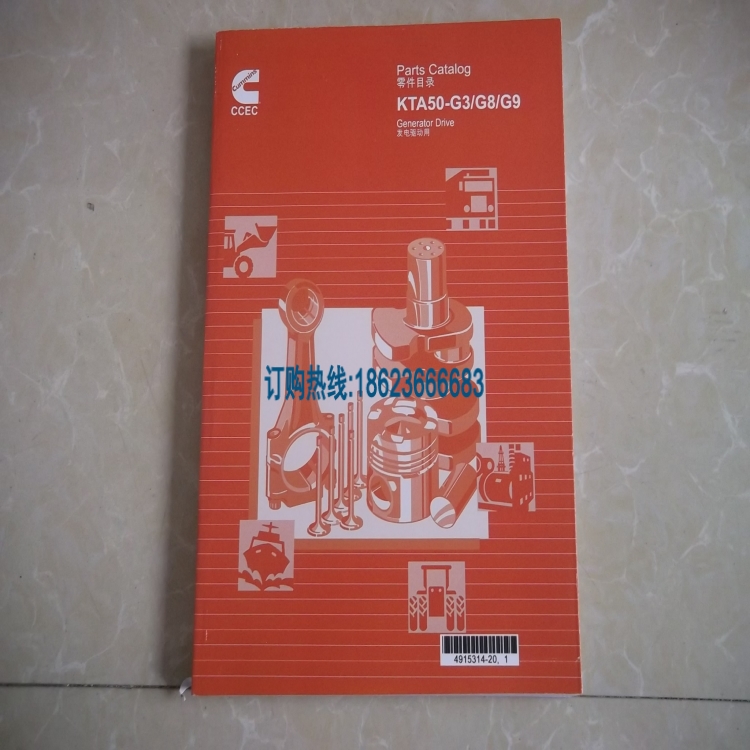 Cummins
CCEC
Parts Catalog
零件目录
KTA50-G3/G8/G9
Generator Drive
发电驱动用
订购热线:18623666683
4915314-20, 1